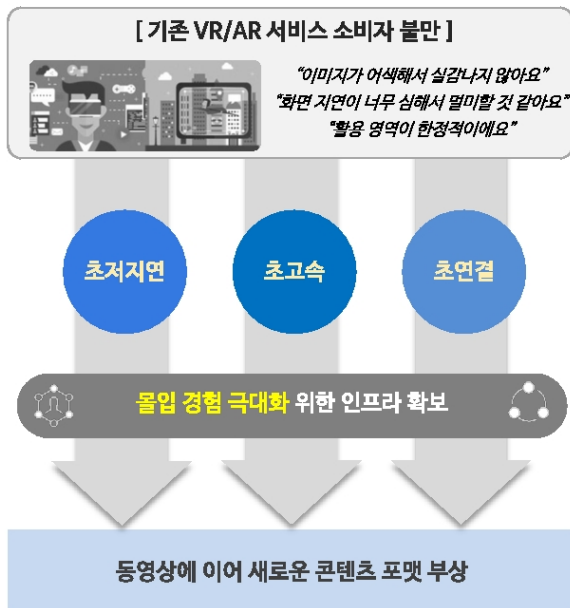 [ 기존 VR/AR 서비스 소비자 불만 ]
“이미지가 어색해서 실감나지 않아요”
“화면 지연이 너무 심해서 멀미할 것 같아요”
“활용 영역이 한정적이에요”
초저지연
초고속
초연결
몰입 경험 극대화 위한 인프라 확보
동영상에 이어 새로운 콘텐츠 포맷 부상